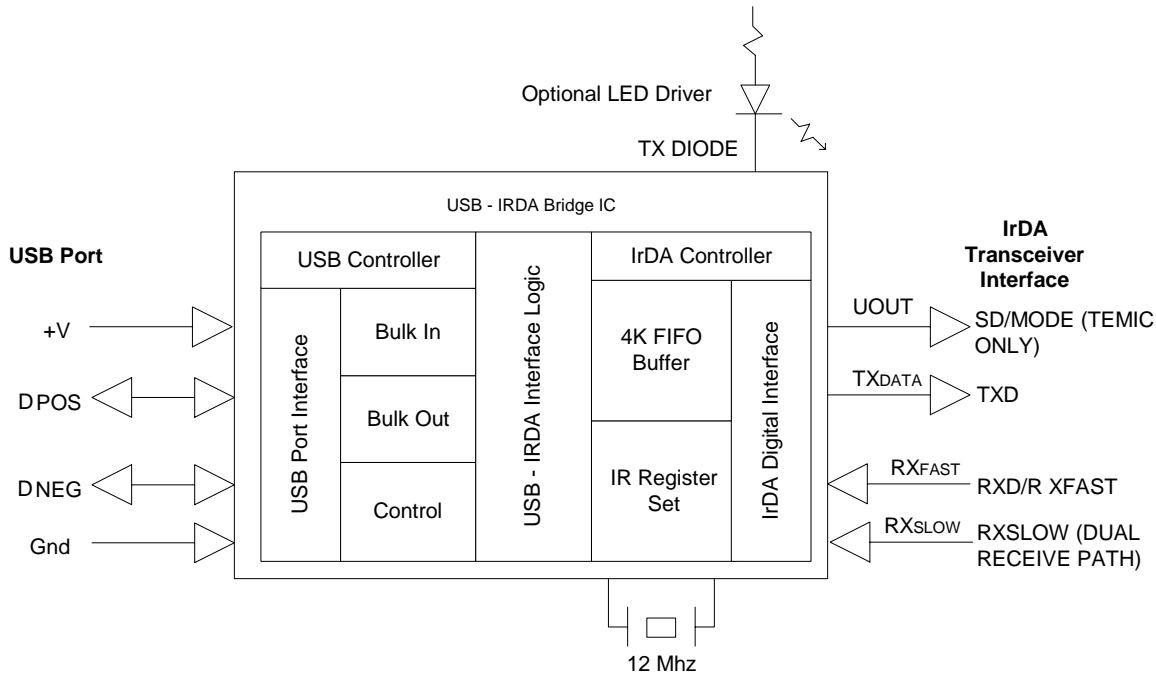 Optional LED Driver
TX DIODE
USB - IRDA Bridge IC
USB Port
+V
DPOS
DNEG
Gnd
USB Controller
USB Port Interface
Bulk In
Bulk Out
Control
USB - IRDA Interface Logic
IrDA Controller
4K FIFO
Buffer
IR Register
Set
IrDA Digital Interface
IrDA
Transceiver
Interface
UOUT
SD/MODE (TEMIC
ONLY)
TXDATA
TXD
RXFAST
RXD/R XFAST
RXSLOW
RXSLOW (DUAL
RECEIVE PATH)
12 Mhz